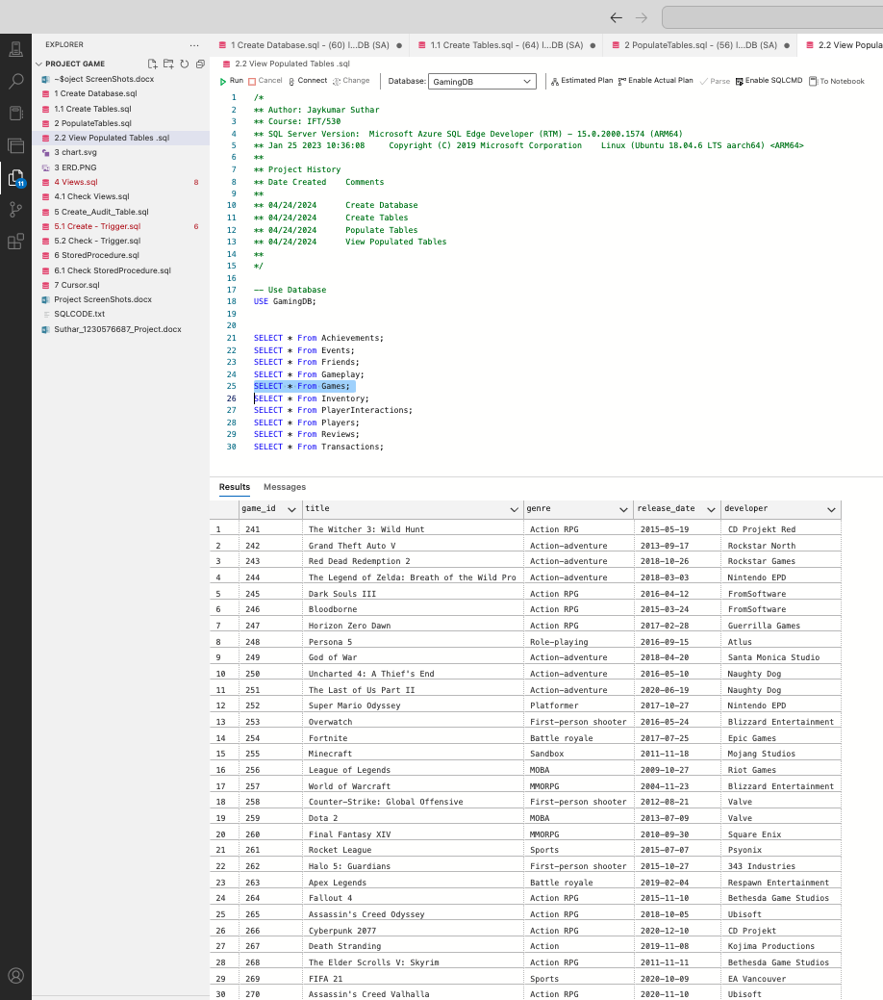 EXPLORER ...
PROJECT GAME
~$oject ScreenShots.docx
1 Create Database.sql
1.1 Create Tables.sql
2 PopulateTables.sql
2.2 View Populated Tables .sql
3 chart.svg
3 ERD.PNG
4 Views.sql 8
4.1 Check Views.sql
5 Create_Audit_Table.sql
5.1 Create - Trigger.sql 6
5.2 Check - Trigger.sql
6 StoredProcedure.sql
6.1 Check StoredProcedure.sql
7 Cursor.sql
Project ScreenShots.docx
SQLCODE.txt
Suthar_1230576687_Project.docx
11
1 Create Database.sql - (60) l...DB (SA) 1.1 Create Tables.sql - (64) l...DB (SA) 2 PopulateTables.sql - (56) l...DB (SA) 2.2 View Popula
2.2 View Populated Tables .sql
Run Cancel Connect Change Database: GamingDB Estimated Plan Enable Actual Plan Parse Enable SQLCMD To Notebook
1 /*
2 ** Author: Jaykumar Suthar
3 ** Course: IFT/530
4 ** SQL Server Version:  Microsoft Azure SQL Edge Developer (RTM) - 15.0.2000.1574 (ARM64)
5 ** Jan 25 2023 10:36:08     Copyright (C) 2019 Microsoft Corporation    Linux (Ubuntu 18.04.6 LTS aarch64) <ARM64>
6 **
7 ** Project History
8 ** Date Created    Comments
9 **
10 ** 04/24/2024      Create Database
11 ** 04/24/2024      Create Tables
12 ** 04/24/2024      Populate Tables
13 ** 04/24/2024      View Populated Tables
14 **
15 */
16
17 -- Use Database
18 USE GamingDB;
19
20
21 SELECT * From Achievements;
22 SELECT * From Events;
23 SELECT * From Friends;
24 SELECT * From Gameplay;
25 SELECT * From Games;
26 SELECT * From Inventory;
27 SELECT * From PlayerInteractions;
28 SELECT * From Players;
29 SELECT * From Reviews;
30 SELECT * From Transactions;
Results Messages
game_id title genre release_date developer
1 241 The Witcher 3: Wild Hunt Action RPG 2015-05-19 CD Projekt Red
2 242 Grand Theft Auto V Action-adventure 2013-09-17 Rockstar North
3 243 Red Dead Redemption 2 Action-adventure 2018-10-26 Rockstar Games
4 244 The Legend of Zelda: Breath of the Wild Pro Action-adventure 2018-03-03 Nintendo EPD
5 245 Dark Souls III Action RPG 2016-04-12 FromSoftware
6 246 Bloodborne Action RPG 2015-03-24 FromSoftware
7 247 Horizon Zero Dawn Action RPG 2017-02-28 Guerrilla Games
8 248 Persona 5 Role-playing 2016-09-15 Atlus
9 249 God of War Action-adventure 2018-04-20 Santa Monica Studio
10 250 Uncharted 4: A Thief's End Action-adventure 2016-05-10 Naughty Dog
11 251 The Last of Us Part II Action-adventure 2020-06-19 Naughty Dog
12 252 Super Mario Odyssey Platformer 2017-10-27 Nintendo EPD
13 253 Overwatch First-person shooter 2016-05-24 Blizzard Entertainment
14 254 Fortnite Battle royale 2017-07-25 Epic Games
15 255 Minecraft Sandbox 2011-11-18 Mojang Studios
16 256 League of Legends MOBA 2009-10-27 Riot Games
17 257 World of Warcraft MMORPG 2004-11-23 Blizzard Entertainment
18 258 Counter-Strike: Global Offensive First-person shooter 2012-08-21 Valve
19 259 Dota 2 MOBA 2013-07-09 Valve
20 260 Final Fantasy XIV MMORPG 2010-09-30 Square Enix
21 261 Rocket League Sports 2015-07-07 Psyonix
22 262 Halo 5: Guardians First-person shooter 2015-10-27 343 Industries
23 263 Apex Legends Battle royale 2019-02-04 Respawn Entertainment
24 264 Fallout 4 Action RPG 2015-11-10 Bethesda Game Studios
25 265 Assassin's Creed Odyssey Action RPG 2018-10-05 Ubisoft
26 266 Cyberpunk 2077 Action RPG 2020-12-10 CD Projekt
27 267 Death Stranding Action 2019-11-08 Kojima Productions
28 268 The Elder Scrolls V: Skyrim Action RPG 2011-11-11 Bethesda Game Studios
29 269 FIFA 21 Sports 2020-10-09 EA Vancouver
30 270 Assassin's Creed Valhalla Action RPG 2020-11-10 Ubisoft